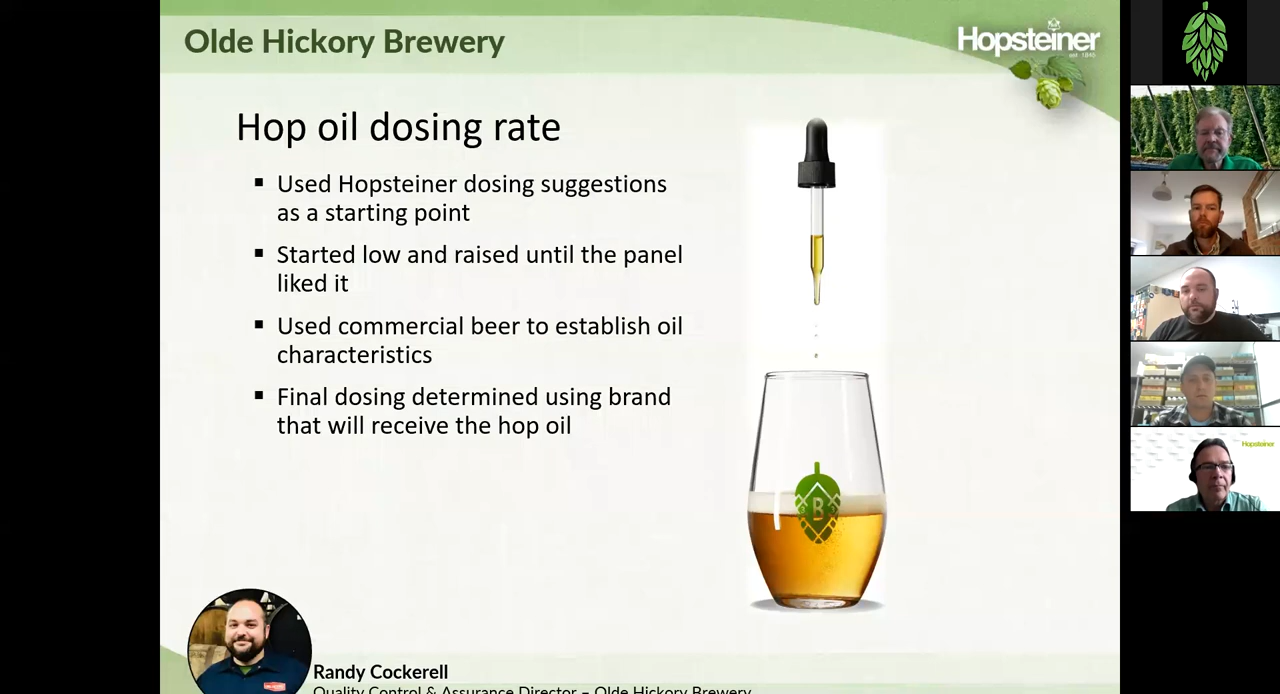 Olde Hickory Brewery
Hopsteiner
est. 1845
Hop oil dosing rate
▪ Used Hopsteiner dosing suggestions
as a starting point
▪ Started low and raised until the panel
liked it
▪ Used commercial beer to establish oil
characteristics
▪ Final dosing determined using brand
that will receive the hop oil
B
Randy Cockerell
Quality Control & Assurance Director – Olde Hickory Brewery
Hopsteiner